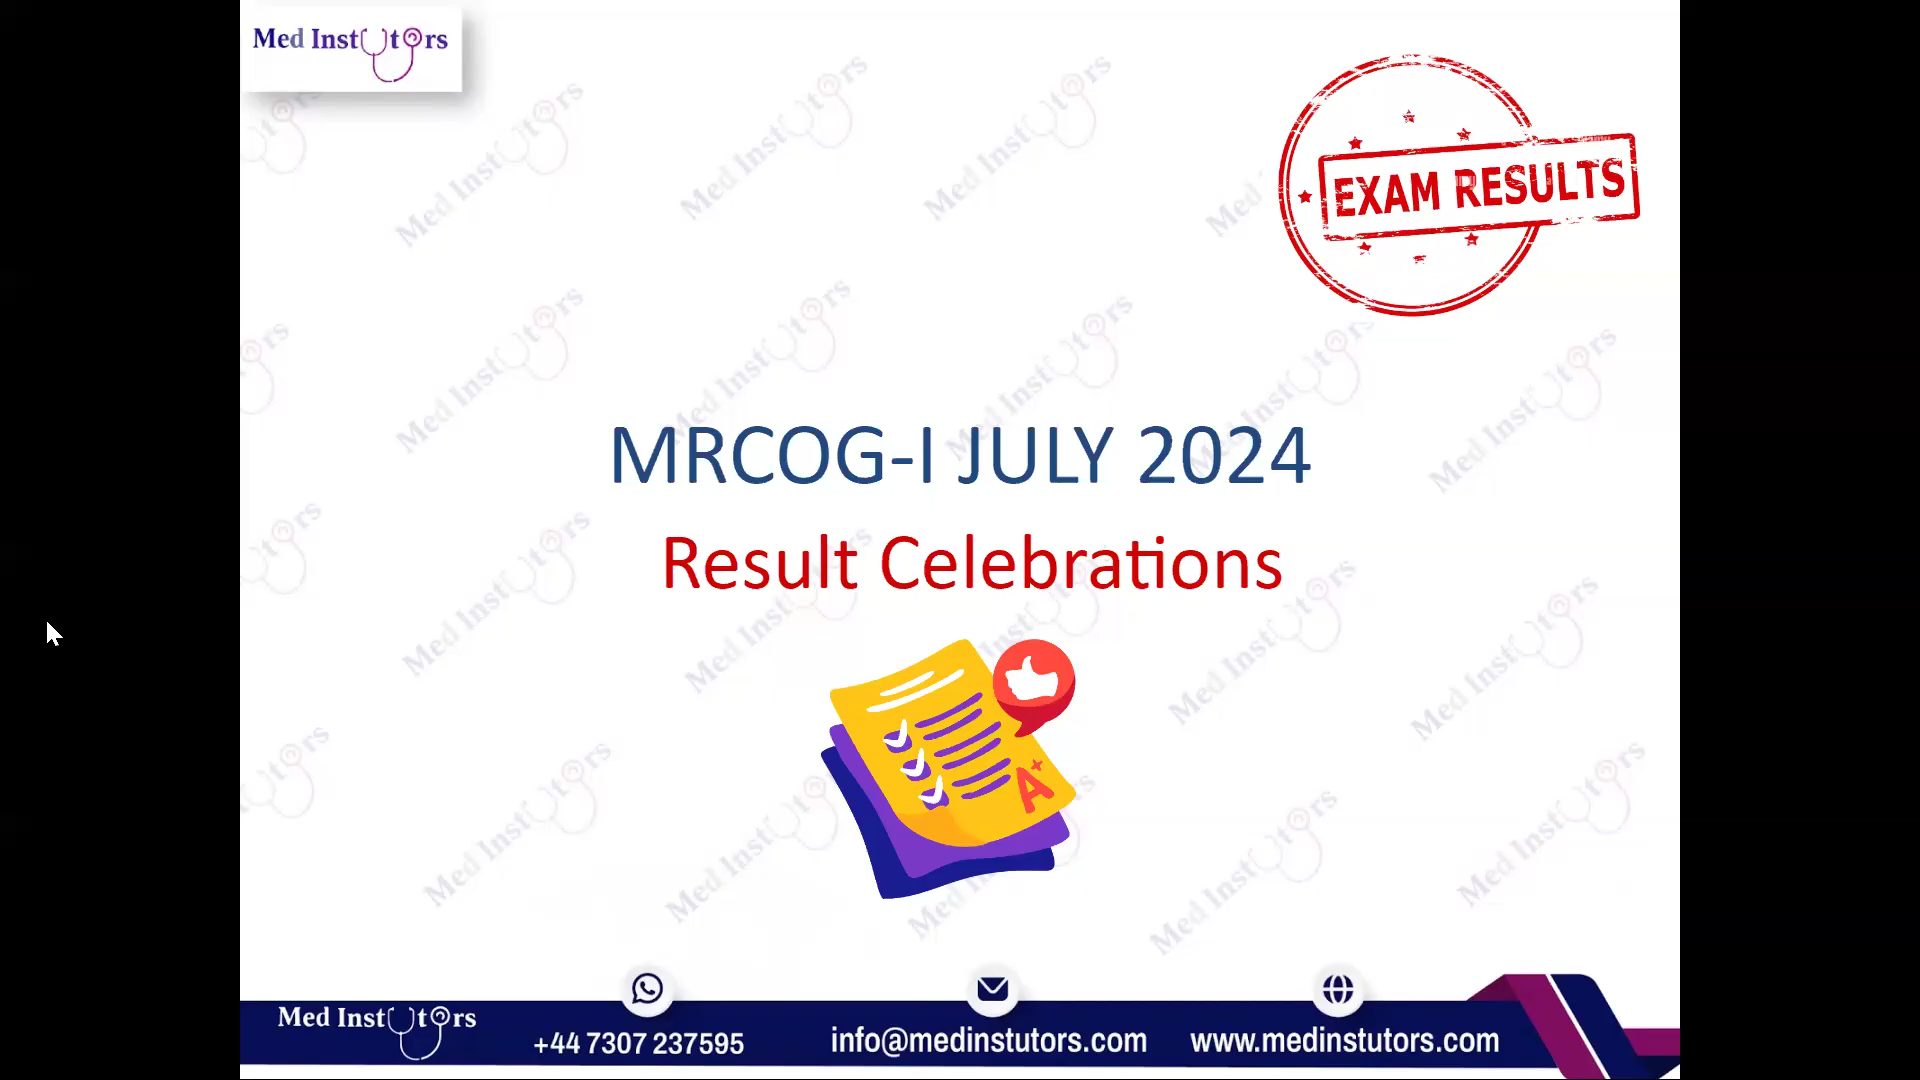 Med Instutors
EXAM RESULTS
MRCOG-I JULY 2024
Result Celebrations
A+
Med Instutors
+44 7307 237595
info@medinstutors.com
www.medinstutors.com